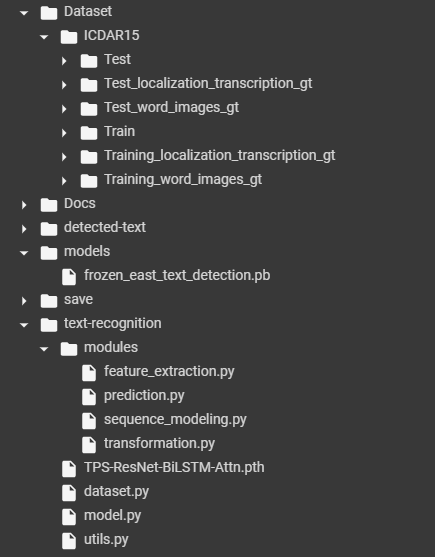 Dataset
ICDAR15
Test
Test_localization_transcription_gt
Test_word_images_gt
Train
Training_localization_transcription_gt
Training_word_images_gt
Docs
detected-text
models
frozen_east_text_detection.pb
save
text-recognition
modules
feature_extraction.py
prediction.py
sequence_modeling.py
transformation.py
TPS-ResNet-BiLSTM-Attn.pth
dataset.py
model.py
utils.py